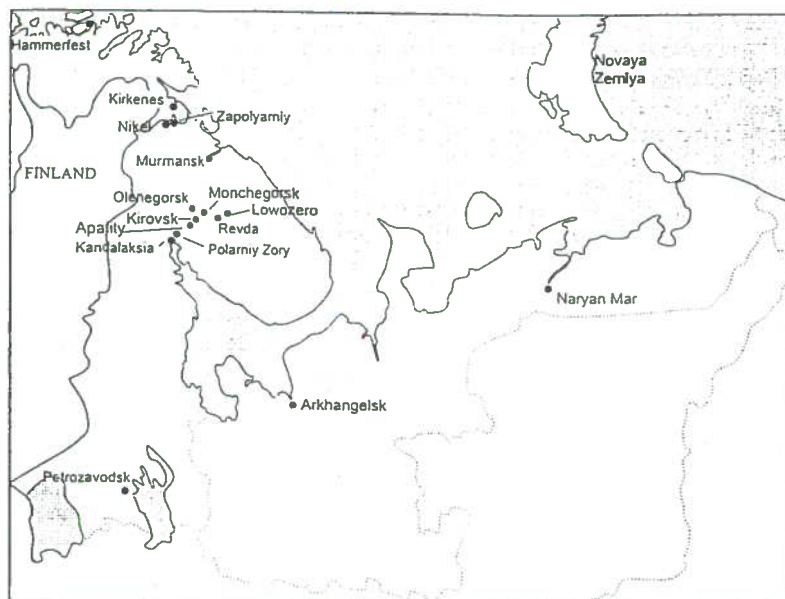 Hammerfest
Novaya
Zemlya
Kirkenes
Zapolyarniy
Nikel
Murmansk
FINLAND
Olenegorsk
Monchegorsk
Kirovsk
Lowozero
Apatity
Revda
Kandalaksia
Polarniy Zory
Naryan Mar
Arkhangelsk
Petrozavodsk